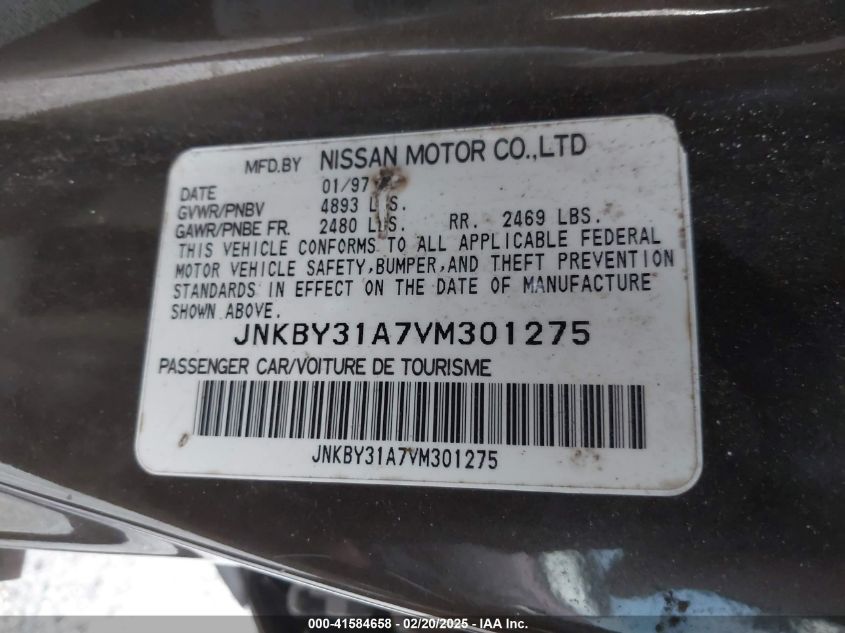 MFD.BY NISSAN MOTOR CO.,LTD
DATE 01/97
GVWR/PNBV 4893 LBS.
GAWR/PNBE FR. 2480 LBS. RR. 2469 LBS.
THIS VEHICLE CONFORMS TO ALL APPLICABLE FEDERAL
MOTOR VEHICLE SAFETY,BUMPER,AND THEFT PREVENTION
STANDARDS IN EFFECT ON THE DATE OF MANUFACTURE
SHOWN ABOVE.
JNKBY31A7VM301275
PASSENGER CAR/VOITURE DE TOURISME
JNKBY31A7VM301275
000-41584658 - 02/20/2025 - IAA Inc.